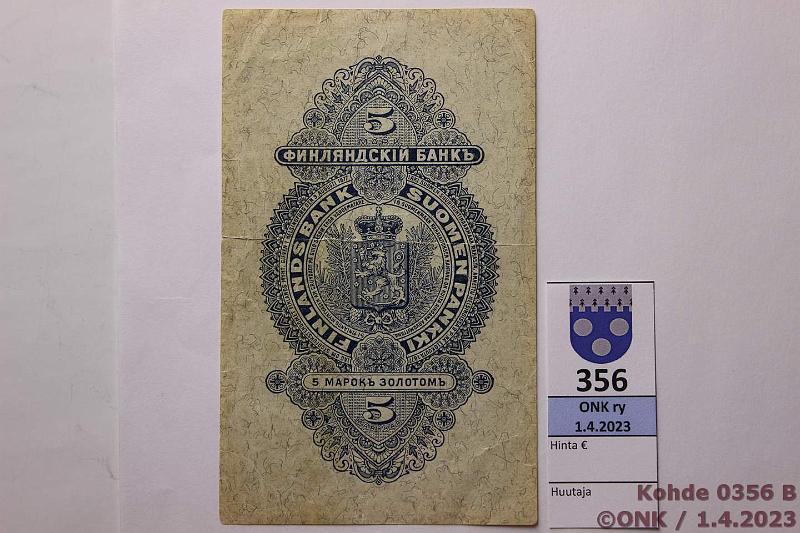 5
ФИНЛЯНДСКІЙ БАНКЪ
FINLANDS BANK
SUOMEN PANKKI
5 МАРОКЪ ЗОЛОТОМЪ
5
356
ONK ry
1.4.2023
Hinta €
Huutaja
Kohde 0356 B
©ONK / 1.4.2023